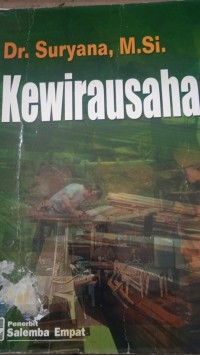 Dr. Suryana, M.Si.
Kewirausaha
Penerbit
Salemba Empat